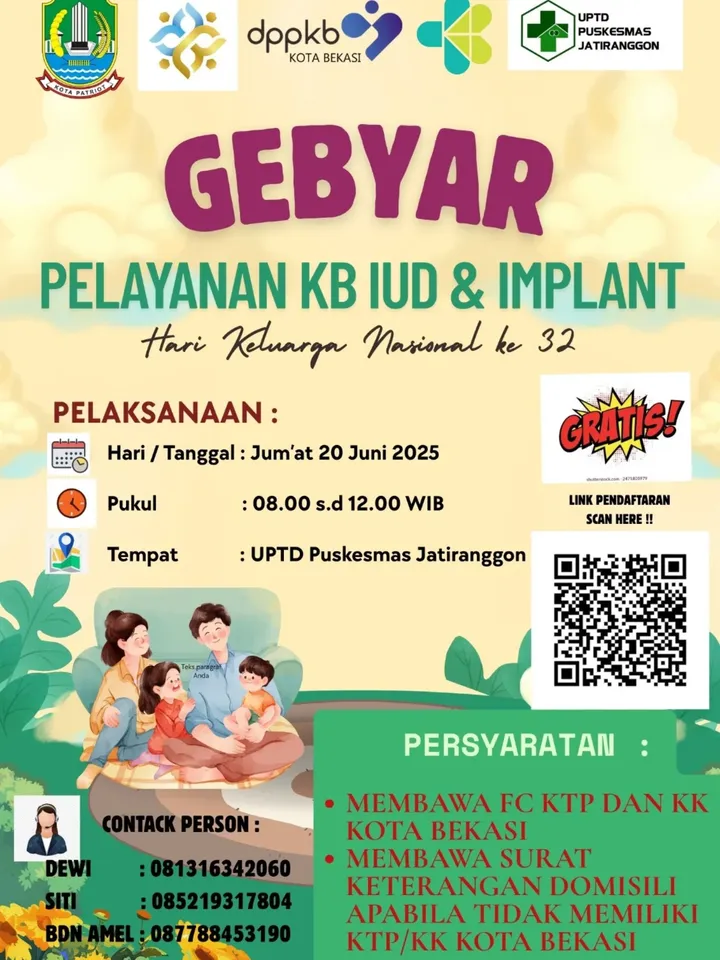 KOTA PATRIOT
dppkb
KOTA BEKASI
UPTD
PUSKESMAS
JATIRANGGON
GEBYAR
PELAYANAN KB IUD & IMPLANT
Hari Keluarga Nasional ke 32
PELAKSANAAN :
Hari / Tanggal : Jum'at 20 Juni 2025
Pukul : 08.00 s.d 12.00 WIB
Tempat : UPTD Puskesmas Jatiranggon
GRATIS!
LINK PENDAFTARAN
SCAN HERE !!
Teks paragraf
Anda
PERSYARATAN :
• MEMBAWA FC KTP DAN KK
KOTA BEKASI
• MEMBAWA SURAT
KETERANGAN DOMISILI
APABILA TIDAK MEMILIKI
KTP/KK KOTA BEKASI
CONTACK PERSON :
DEWI : 081316342060
SITI : 085219317804
BDN AMEL : 087788453190